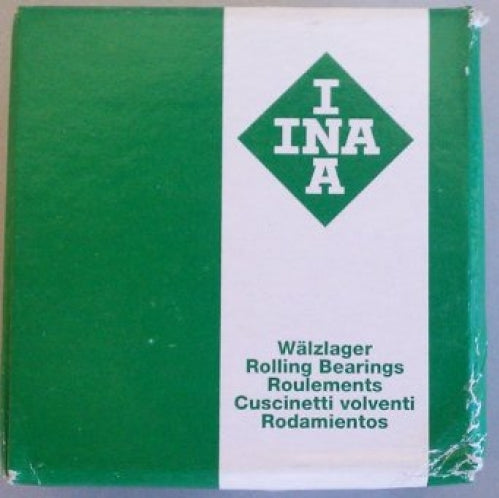 I
INA
A
Wälzlager
Rolling Bearings
Roulements
Cuscinetti volventi
Rodamientos